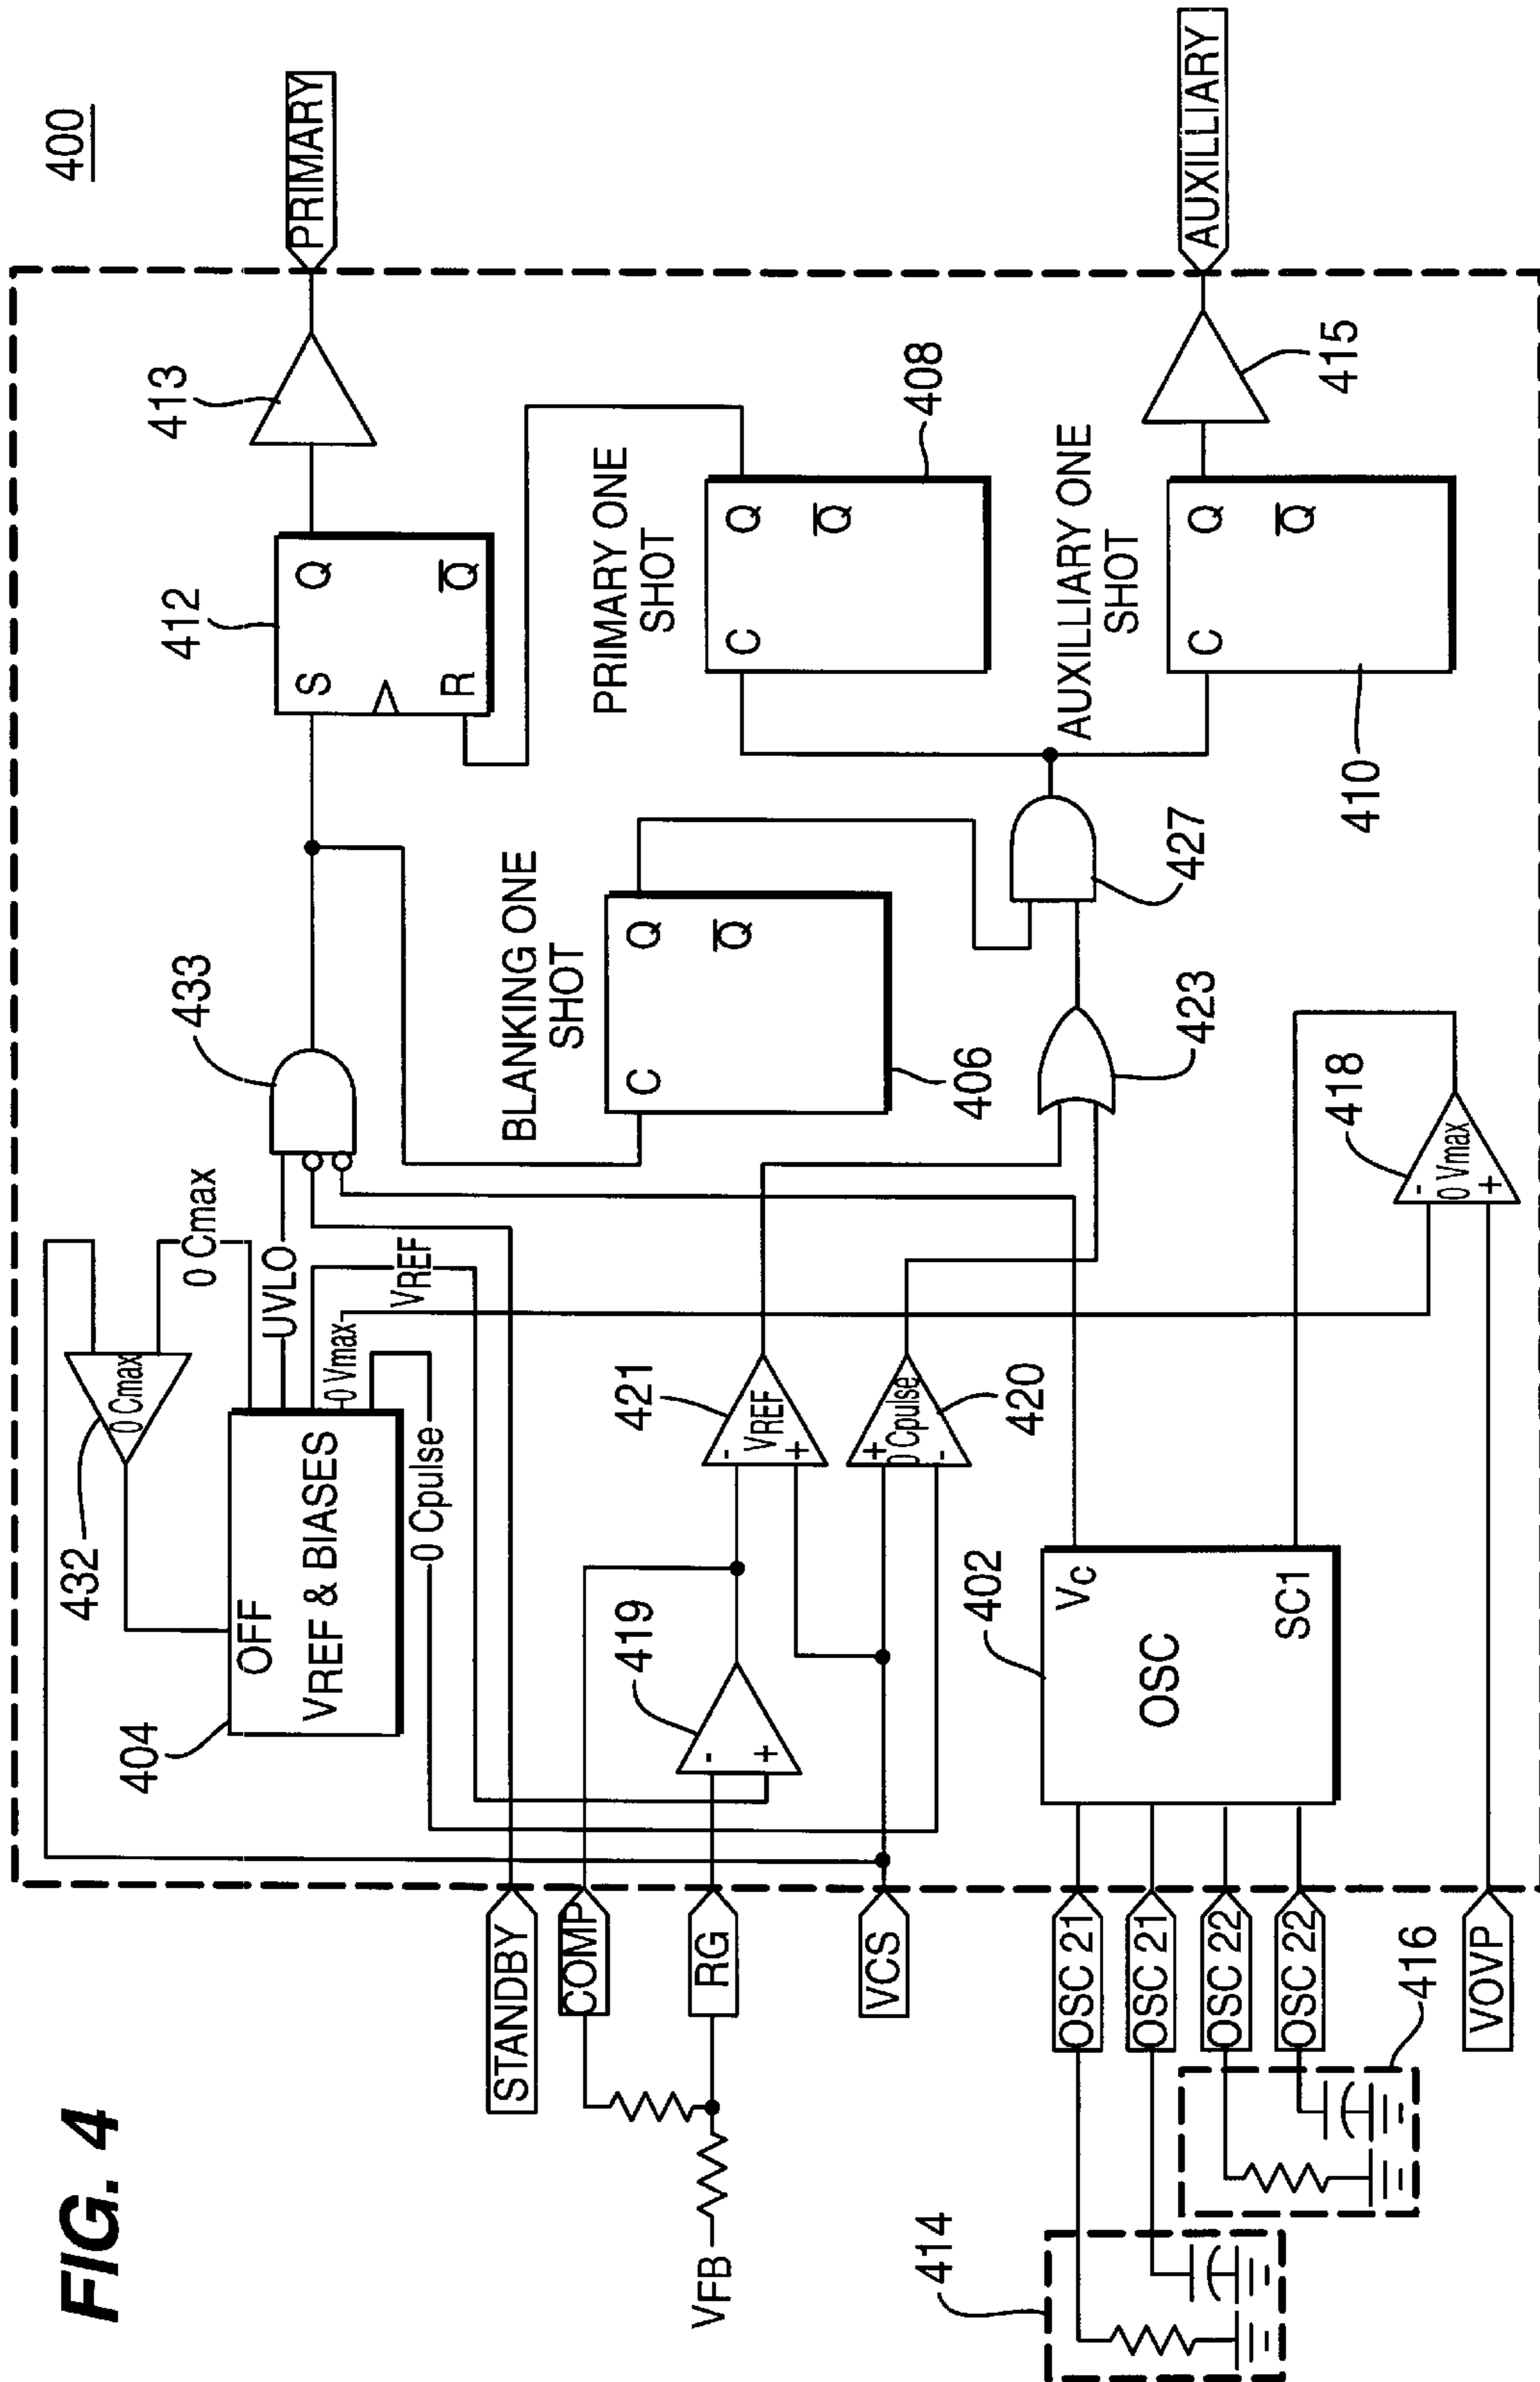 FIG. 4
400
432
0 Cmax
0 Cmax
433
412
413
PRIMARY
404
OFF
VREF & BIASES
UVLO
VREF
0 Vmax
0 Cpulse
S
Q
R
Q
STANDBY
COMP
RG
VFB
VCS
419
-
+
421
-
VREF
+
+
0 Cpulse
-
420
BLANKING ONE
SHOT
C
Q
Q
406
PRIMARY ONE
SHOT
C
Q
Q
408
423
427
AUXILLIARY ONE
SHOT
C
Q
Q
410
415
AUXILLIARY
402
OSC
Vc
SC1
418
-
0 Vmax
+
OSC 21
OSC 21
OSC 22
OSC 22
414
416
VOVP